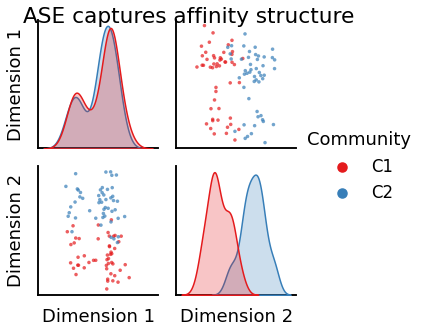 ASE captures affinity structure
Dimension 1
Community
C1
C2
Dimension 2
Dimension 1
Dimension 2